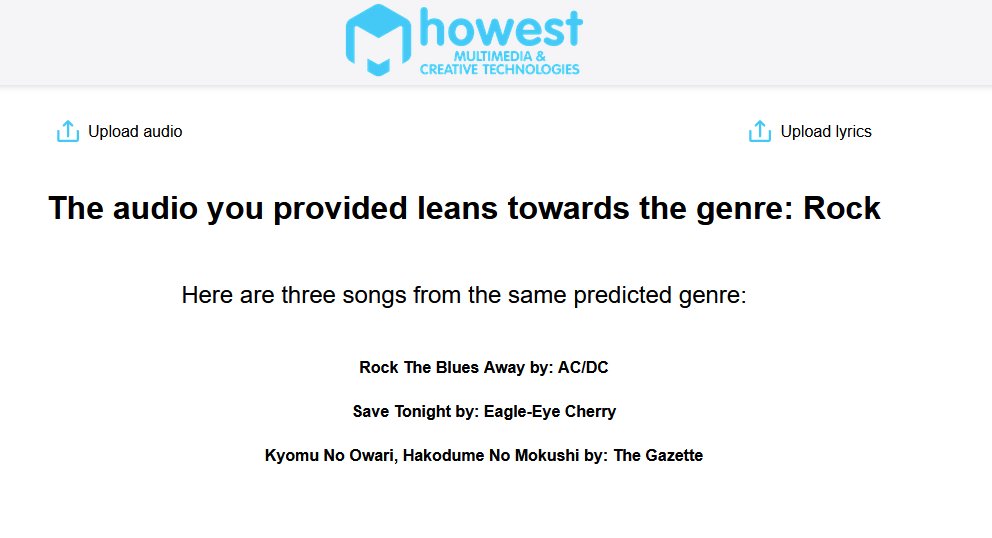 howest
MULTIMEDIA &
CREATIVE TECHNOLOGIES
Upload audio
Upload lyrics
The audio you provided leans towards the genre: Rock
Here are three songs from the same predicted genre:
Rock The Blues Away by: AC/DC
Save Tonight by: Eagle-Eye Cherry
Kyomu No Owari, Hakodume No Mokushi by: The Gazette